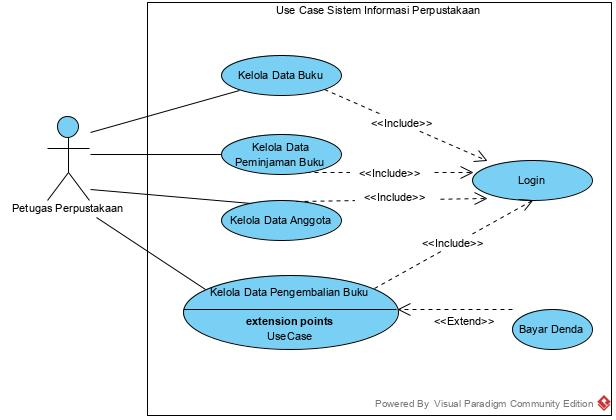 Use Case Sistem Informasi Perpustakaan
Kelola Data Buku
<<Include>>
Kelola Data
Peminjaman Buku
<<Include>>
Login
<<Include>>
Petugas Perpustakaan
Kelola Data Anggota
<<Include>>
Kelola Data Pengembalian Buku
extension points
UseCase
<<Extend>>
Bayar Denda
Powered By Visual Paradigm Community Edition